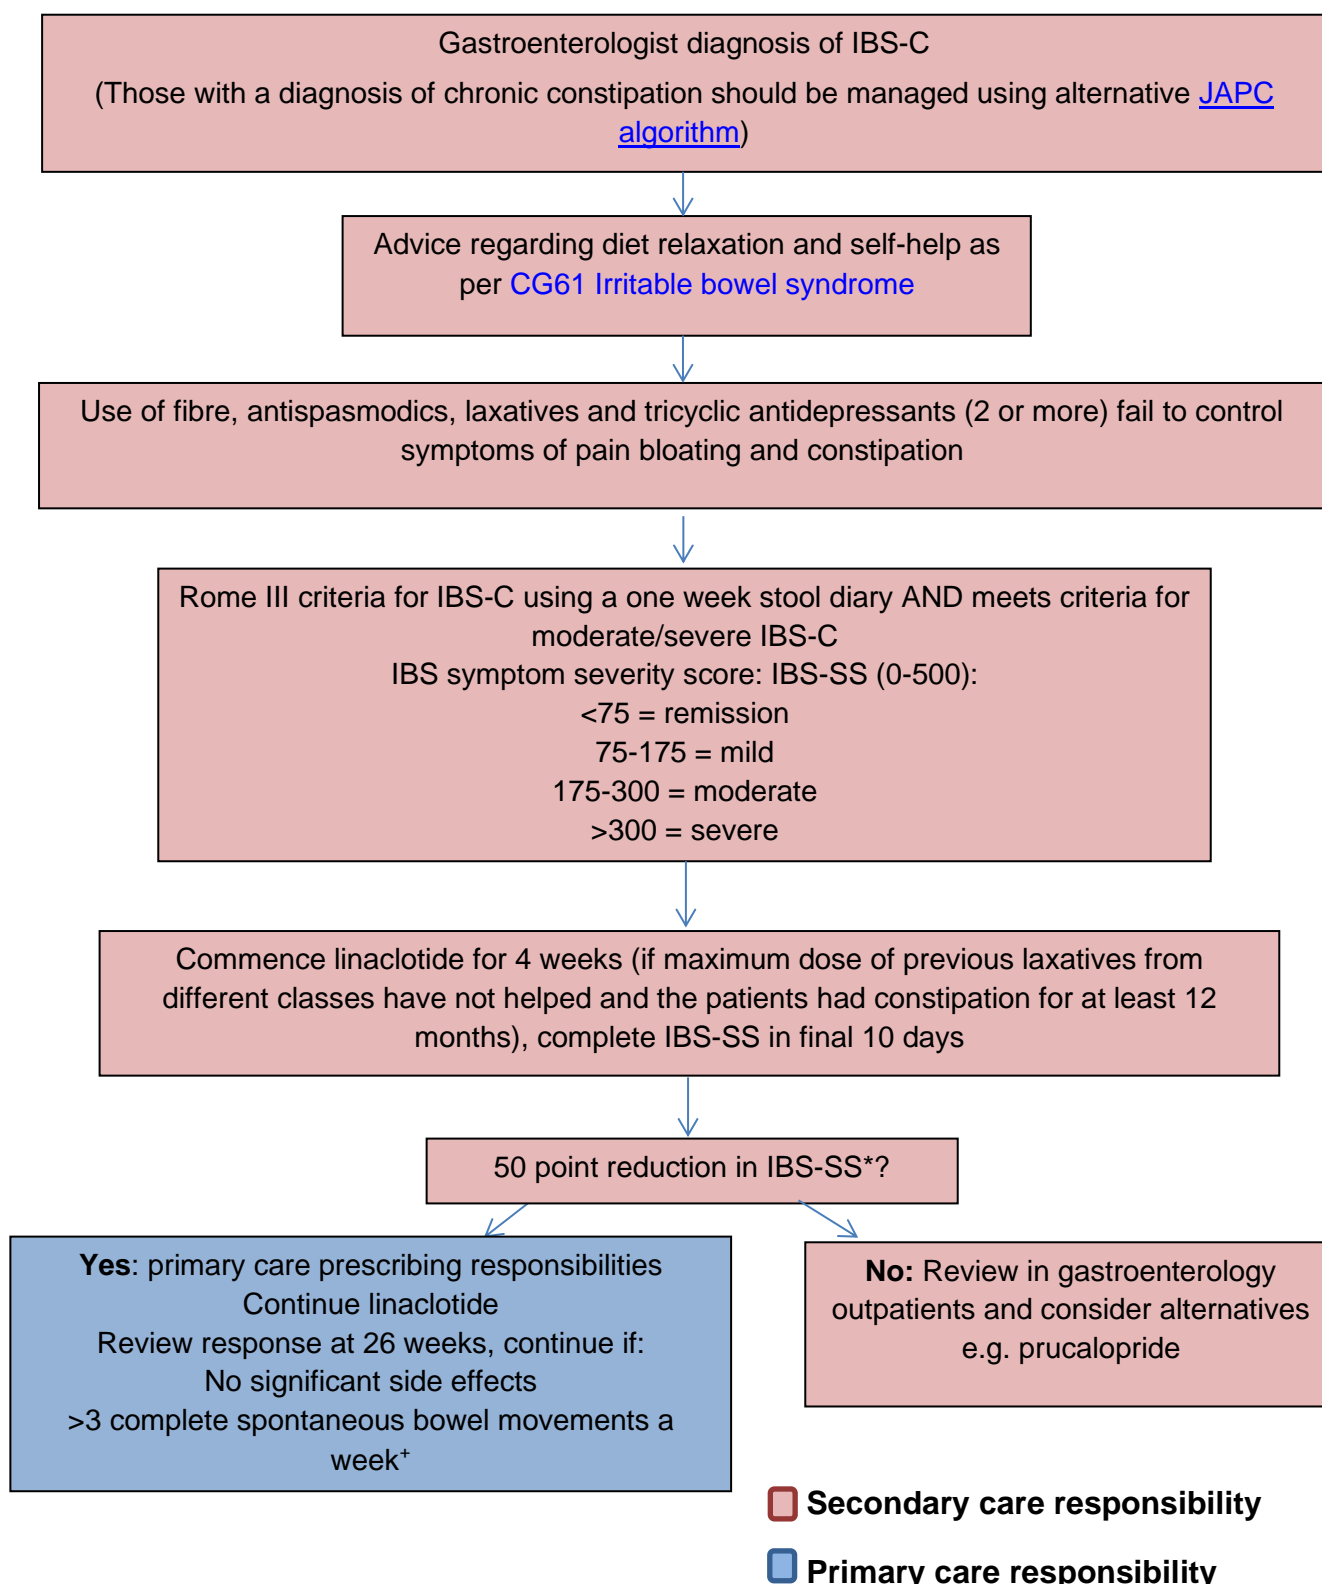 Gastroenterologist diagnosis of IBS-C
(Those with a diagnosis of chronic constipation should be managed using alternative JAPC
algorithm)
Advice regarding diet relaxation and self-help as
per CG61 Irritable bowel syndrome
Use of fibre, antispasmodics, laxatives and tricyclic antidepressants (2 or more) fail to control
symptoms of pain bloating and constipation
Rome III criteria for IBS-C using a one week stool diary AND meets criteria for
moderate/severe IBS-C
IBS symptom severity score: IBS-SS (0-500):
<75 = remission
75-175 = mild
175-300 = moderate
>300 = severe
Commence linaclotide for 4 weeks (if maximum dose of previous laxatives from
different classes have not helped and the patients had constipation for at least 12
months), complete IBS-SS in final 10 days
50 point reduction in IBS-SS*?
Yes: primary care prescribing responsibilities
Continue linaclotide
Review response at 26 weeks, continue if:
No significant side effects
>3 complete spontaneous bowel movements a
week+
No: Review in gastroenterology
outpatients and consider alternatives
e.g. prucalopride
Secondary care responsibility
Primary care responsibility